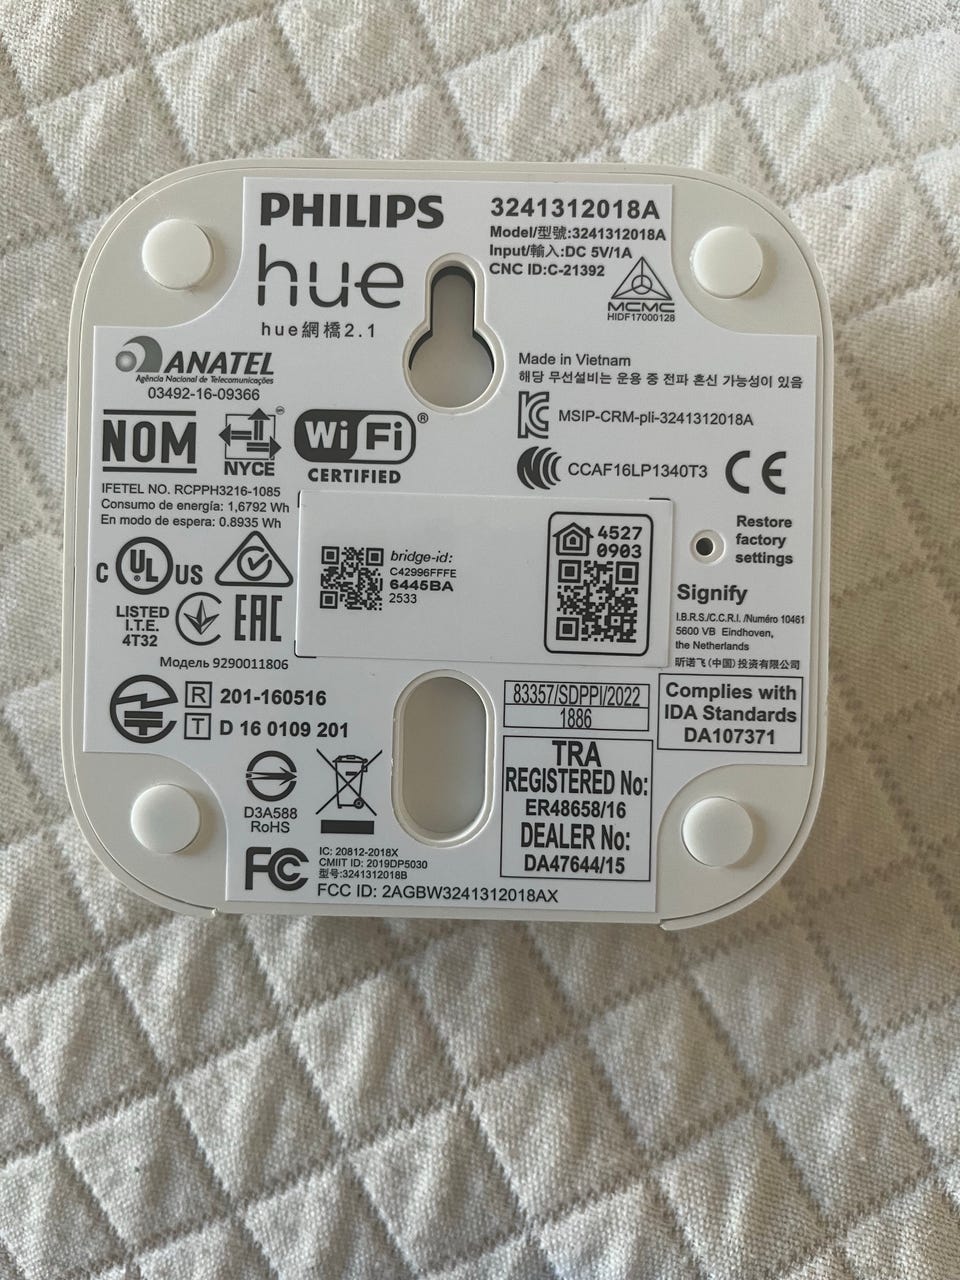 PHILIPS
hue
hue網橋2.1
3241312018A
Model/型號:3241312018A
Input/輸入:DC 5V/1A
CNC ID:C-21392
MCMC
HIDF17000128
ANATEL
Agência Nacional de Telecomunicações
03492-16-09366
Made in Vietnam
해당 무선설비는 운용 중 전파 혼신 가능성이 있음
NOM
NYCE
Wi Fi ®
CERTIFIED
MSIP-CRM-pli-3241312018A
CCAF16LP1340T3
CE
IFETEL NO. RCPPH3216-1085
Consumo de energía: 1,6792 Wh
En modo de espera: 0.8935 Wh
C UL US
LISTED
I.T.E.
4T32
EAC
Модель 9290011806
bridge-id:
C42996FFFE
6445BA
2533
4527
0903
Restore
factory
settings
Signify
I.B.R.S./C.C.R.I. /Numéro 10461
5600 VB Eindhoven,
the Netherlands
昕诺飞(中国)投资有限公司
R 201-160516
T D 16 0109 201
83357/SDPPI/2022
1886
Complies with
IDA Standards
DA107371
D3A588
RoHS
TRA
REGISTERED No:
ER48658/16
DEALER No:
DA47644/15
FC
IC: 20812-2018X
CMIIT ID: 2019DP5030
型号:3241312018B
FCC ID: 2AGBW3241312018AX